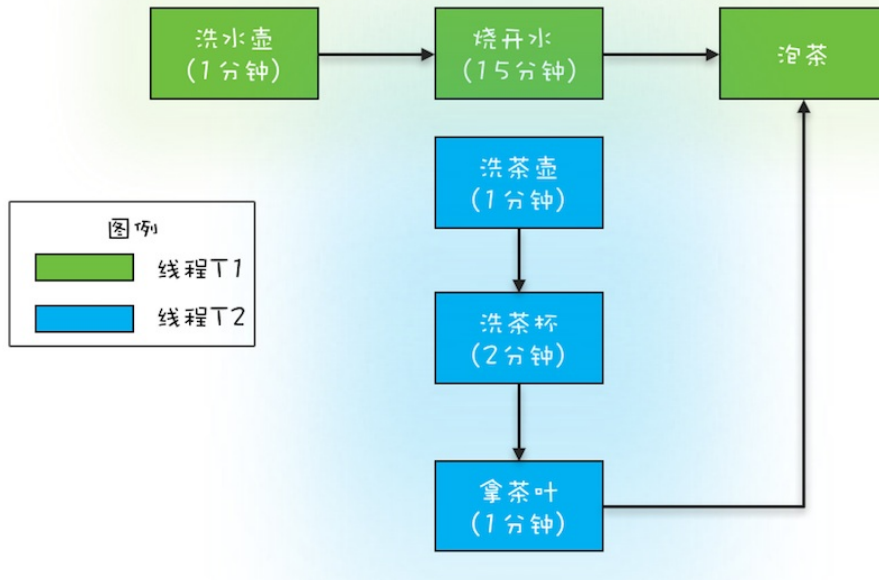 洗水壶
(1分钟)
烧开水
(15分钟)
泡茶
洗茶壶
(1分钟)
图例
线程T1
线程T2
洗茶杯
(2分钟)
拿茶叶
(1分钟)